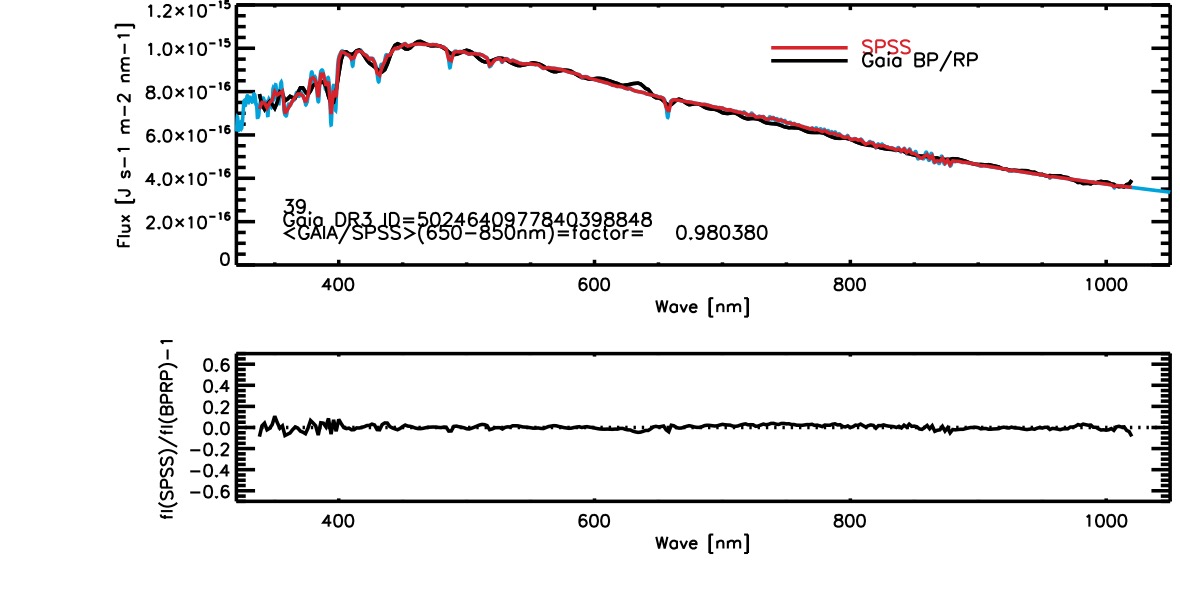 1.2×10−15
1.0×10−15
8.0×10−16
6.0×10−16
4.0×10−16
2.0×10−16
0
Flux [J s−1 m−2 nm−1]
SPSS
Gaia BP/RP
39.
Gaia DR3 ID=5024640977840398848
<GAIA/SPSS>(650−850nm)=factor= 0.980380
400 600 800 1000
Wave [nm]
0.6
0.4
0.2
0.0
−0.2
−0.4
−0.6
fl(SPSS)/fl(BPRP)−1
400 600 800 1000
Wave [nm]